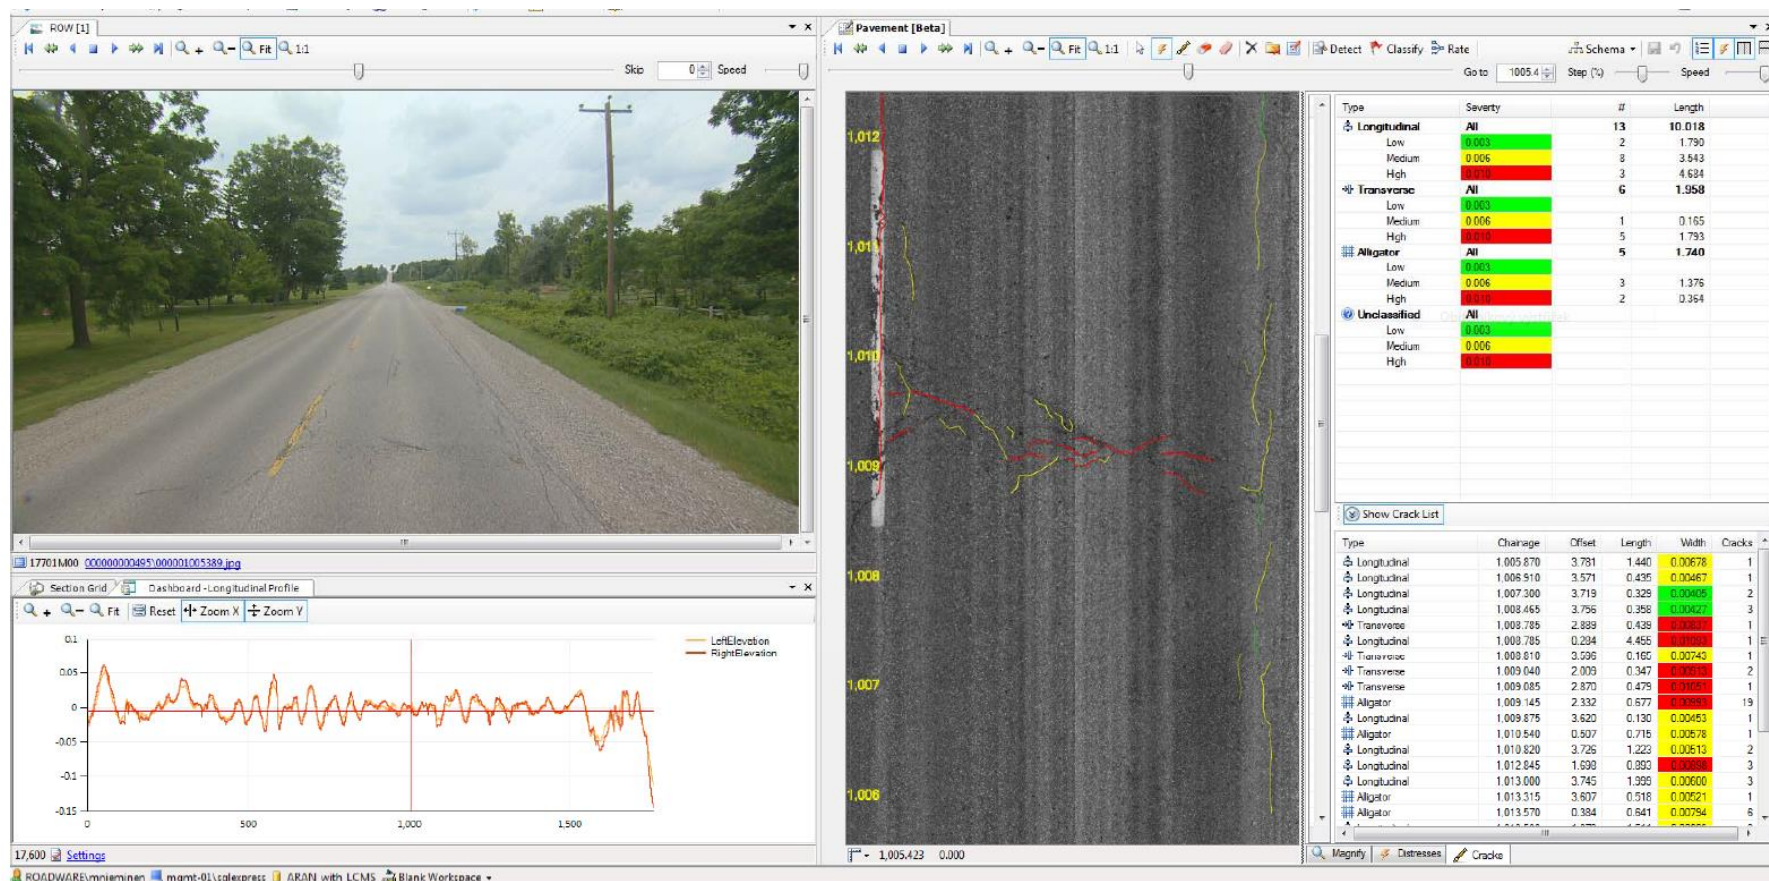 ROW [1]
Fit 1:1
Skip 0 Speed
17701M00 000000000495\000001005389.jpg
Section Grid Dashboard - Longitudinal Profile
Fit Reset Zoom X Zoom Y
0.1
0.05
0
-0.05
-0.1
-0.15
0 500 1,000 1,500
LeftElevation
RightElevation
17,600 Settings
Pavement [Beta]
Fit 1:1 Detect Classify Rate Schema
Go to 1005.4 Step (%) Speed
1,012
1,011
1,010
1,009
1,008
1,007
1,006
1,005.423 0.000
Type Severity # Length
Longitudinal All 13 10.018
Low 0.003 2 1.790
Medium 0.006 8 3.543
High 0.010 3 4.684
Transverse All 6 1.958
Low 0.003
Medium 0.006 1 0.165
High 0.010 5 1.793
Alligator All 5 1.740
Low 0.003
Medium 0.006 3 1.376
High 0.010 2 0.364
Unclassified All
Low 0.003
Medium 0.006
High 0.010
Show Crack List
Type Chainage Offset Length Width Cracks
Longitudinal 1,005.870 3.781 1.440 0.00678 1
Longitudinal 1,006.910 3.571 0.435 0.00467 1
Longitudinal 1,007.300 3.719 0.329 0.00405 2
Longitudinal 1,008.465 3.756 0.358 0.00427 3
Transverse 1,008.785 2.889 0.439 0.00837 1
Longitudinal 1,008.785 0.284 4.455 0.01093 1
Transverse 1,008.810 3.596 0.165 0.00743 1
Transverse 1,009.040 2.009 0.347 2
Transverse 1,009.085 2.870 0.479 0.01051 1
Alligator 1,009.145 2.332 0.677 0.00993 19
Longitudinal 1,009.875 3.620 0.130 0.00453 1
Alligator 1,010.540 0.507 0.715 0.00578 1
Longitudinal 1,010.820 3.726 1.223 0.00513 2
Longitudinal 1,012.845 1.698 0.893 3
Longitudinal 1,013.000 3.745 1.999 0.00600 3
Alligator 1,013.315 3.607 0.518 0.00521 1
Alligator 1,013.570 0.384 0.641 0.00794 6
Magnify Distresses Cracks
ROADWARE\mnieminen mgmt-01\sqlexpress ARAN with LCMS Blank Workspace